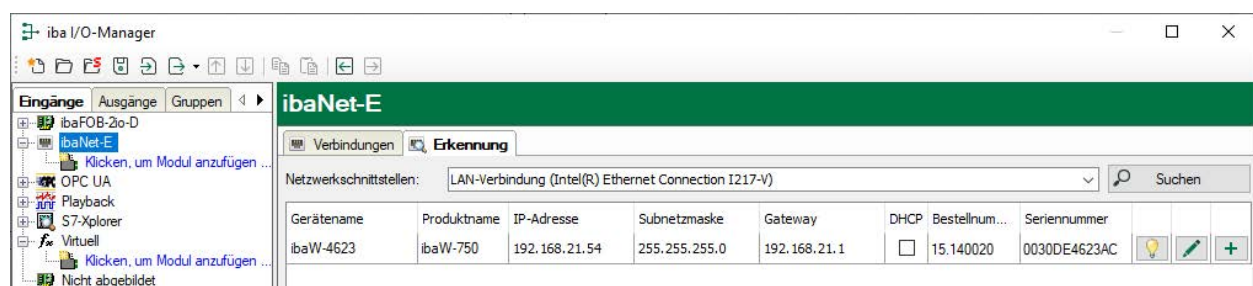 iba I/O-Manager
Eingänge Ausgänge Gruppen
ibaFOB-2io-D
ibaNet-E
Klicken, um Modul anzufügen ...
OPC UA
Playback
S7-Xplorer
Virtuell
Klicken, um Modul anzufügen ...
Nicht abgebildet
ibaNet-E
Verbindungen Erkennung
Netzwerkschnittstellen: LAN-Verbindung (Intel(R) Ethernet Connection I217-V) Suchen
Gerätename Produktname IP-Adresse Subnetzmaske Gateway DHCP Bestellnum... Seriennummer
ibaW-4623 ibaW-750 192.168.21.54 255.255.255.0 192.168.21.1 15.140020 0030DE4623AC